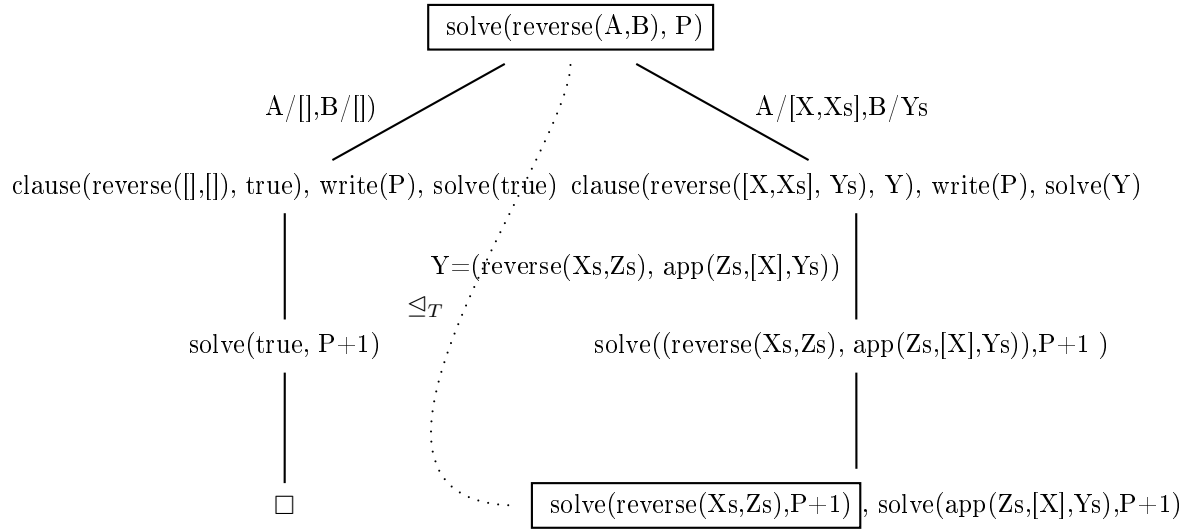 solve(reverse(A,B), P)
A/[],B/[])
A/[X,Xs],B/Ys
clause(reverse([],[]), true), write(P), solve(true)
clause(reverse([X,Xs], Ys), Y), write(P), solve(Y)
Y=(reverse(Xs,Zs), app(Zs,[X],Ys))
⊴T
solve(true, P+1)
solve((reverse(Xs,Zs), app(Zs,[X],Ys)),P+1 )
□
solve(reverse(Xs,Zs),P+1) , solve(app(Zs,[X],Ys),P+1)